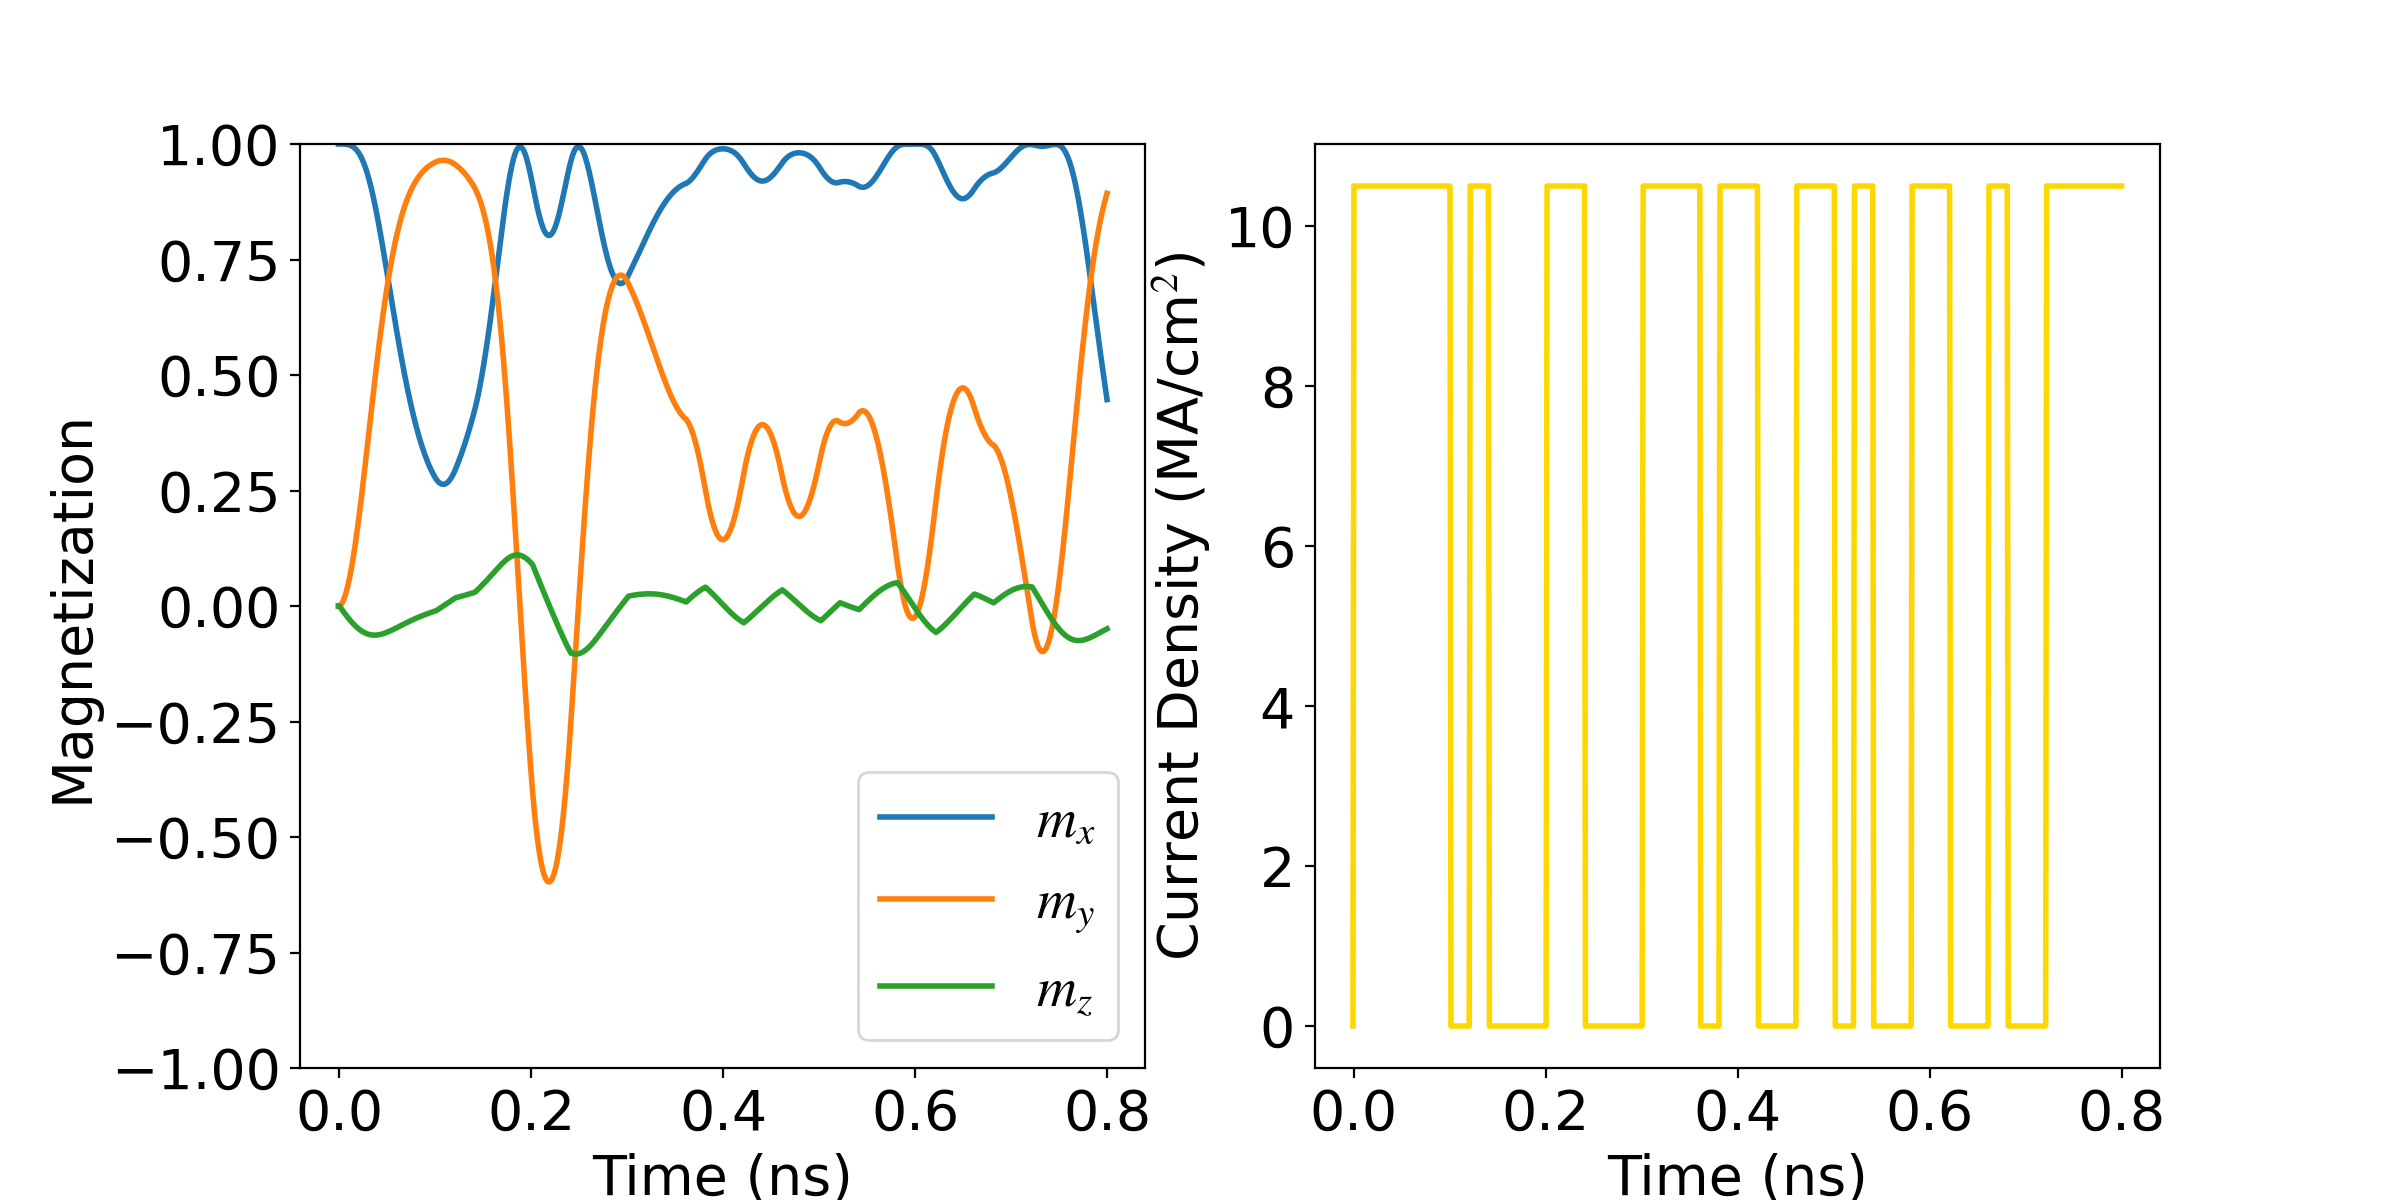 1.00
0.75
0.50
0.25
0.00
−0.25
−0.50
−0.75
−1.00
Magnetization
0.0 0.2 0.4 0.6 0.8
Time (ns)
m_x
m_y
m_z
10
8
6
4
2
0
Current Density (MA/cm²)
0.0 0.2 0.4 0.6 0.8
Time (ns)